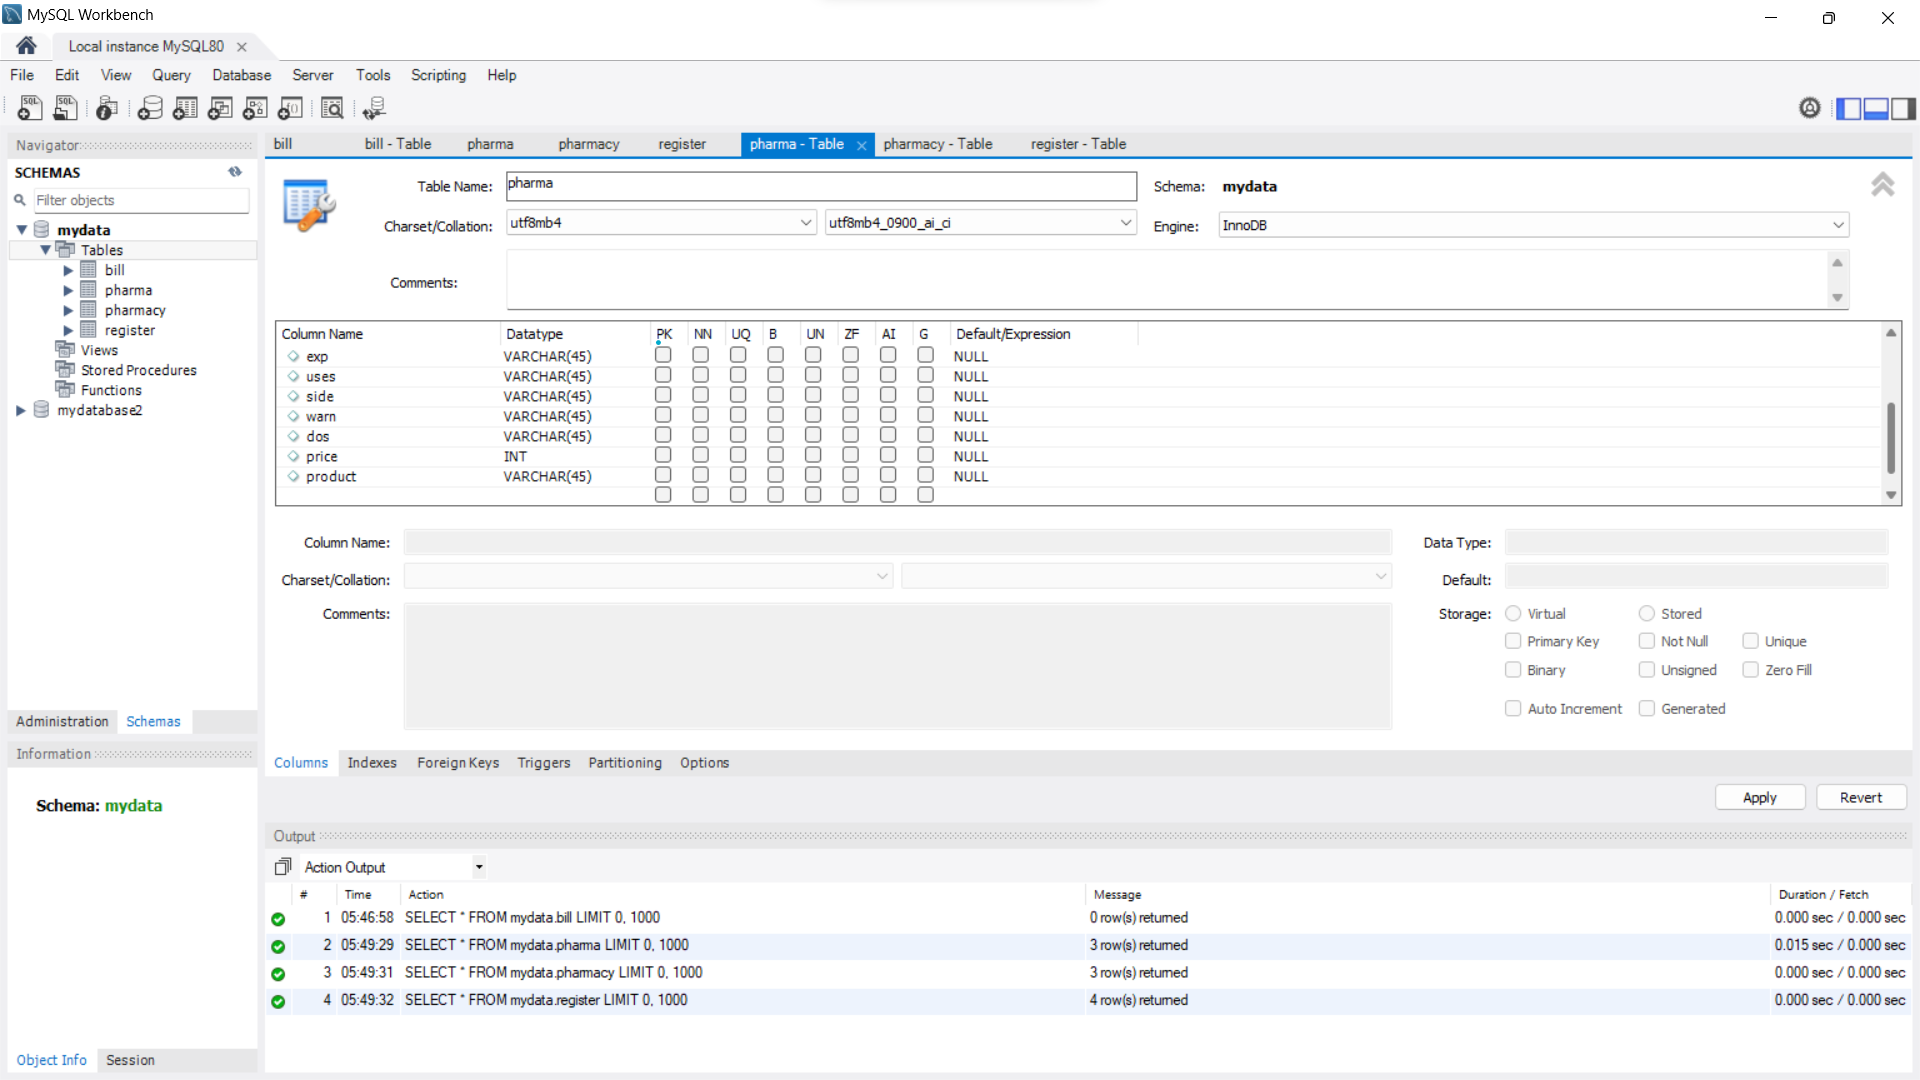 MySQL Workbench
Local instance MySQL80
File Edit View Query Database Server Tools Scripting Help
Navigator
SCHEMAS
Filter objects
mydata
Tables
bill
pharma
pharmacy
register
Views
Stored Procedures
Functions
mydatabase2
Administration Schemas
Information
Schema: mydata
Object Info Session
bill bill - Table pharma pharmacy register pharma - Table pharmacy - Table register - Table
Table Name: pharma Schema: mydata
Charset/Collation: utf8mb4 utf8mb4_0900_ai_ci Engine: InnoDB
Comments:
Column Name Datatype PK NN UQ B UN ZF AI G Default/Expression
exp VARCHAR(45) NULL
uses VARCHAR(45) NULL
side VARCHAR(45) NULL
warn VARCHAR(45) NULL
dos VARCHAR(45) NULL
price INT NULL
product VARCHAR(45) NULL
Column Name: Data Type:
Charset/Collation: Default:
Comments: Storage: Virtual Stored
Primary Key Not Null Unique
Binary Unsigned Zero Fill
Auto Increment Generated
Columns Indexes Foreign Keys Triggers Partitioning Options
Apply Revert
Output
Action Output
# Time Action Message Duration / Fetch
1 05:46:58 SELECT * FROM mydata.bill LIMIT 0, 1000 0 row(s) returned 0.000 sec / 0.000 sec
2 05:49:29 SELECT * FROM mydata.pharma LIMIT 0, 1000 3 row(s) returned 0.015 sec / 0.000 sec
3 05:49:31 SELECT * FROM mydata.pharmacy LIMIT 0, 1000 3 row(s) returned 0.000 sec / 0.000 sec
4 05:49:32 SELECT * FROM mydata.register LIMIT 0, 1000 4 row(s) returned 0.000 sec / 0.000 sec